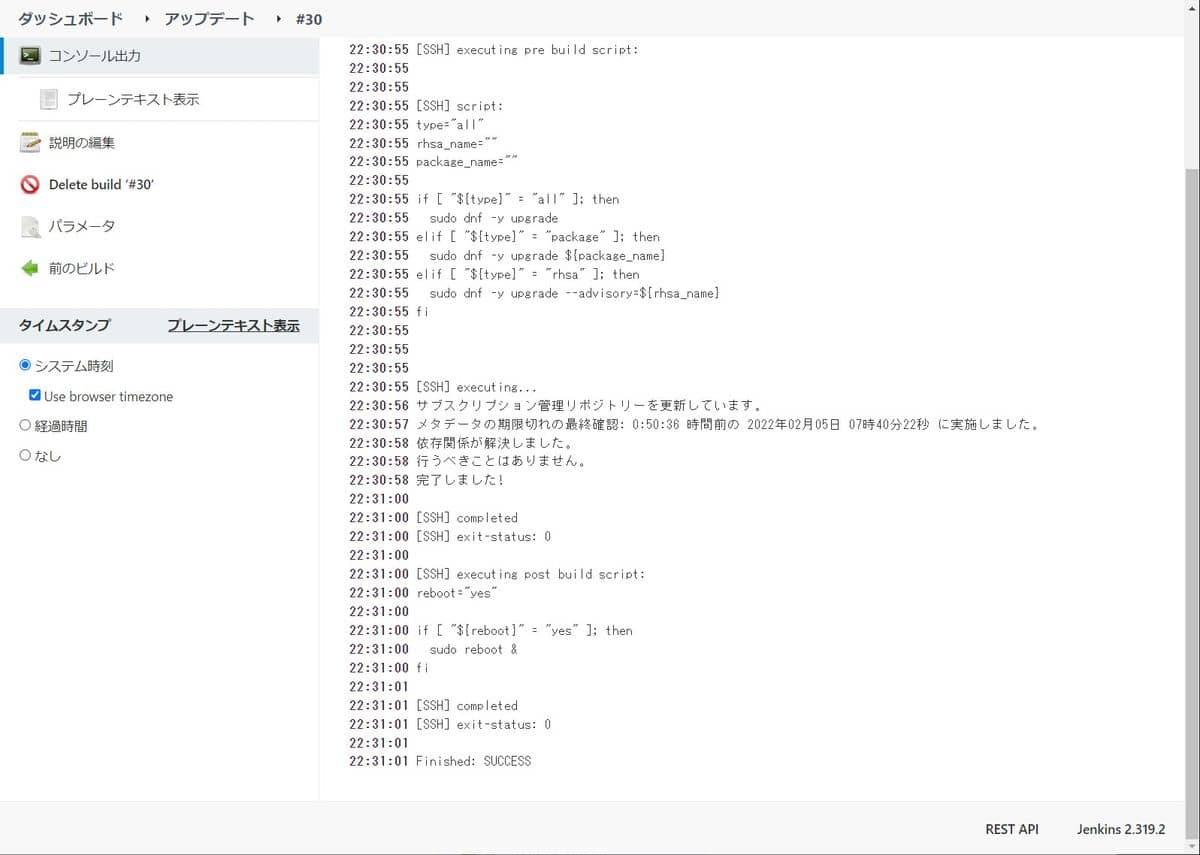 ダッシュボード ▸ アップデート ▸ #30
コンソール出力
プレーンテキスト表示
説明の編集
Delete build ‘#30’
パラメータ
前のビルド
タイムスタンプ プレーンテキスト表示
システム時刻
Use browser timezone
経過時間
なし
22:30:55 [SSH] executing pre build script:
22:30:55
22:30:55
22:30:55 [SSH] script:
22:30:55 type="all"
22:30:55 rhsa_name=""
22:30:55 package_name=""
22:30:55
22:30:55 if [ "${type}" = "all" ]; then
22:30:55   sudo dnf -y upgrade
22:30:55 elif [ "${type}" = "package" ]; then
22:30:55   sudo dnf -y upgrade ${package_name}
22:30:55 elif [ "${type}" = "rhsa" ]; then
22:30:55   sudo dnf -y upgrade --advisory=${rhsa_name}
22:30:55 fi
22:30:55
22:30:55
22:30:55
22:30:55 [SSH] executing...
22:30:56 サブスクリプション管理リポジトリーを更新しています。
22:30:57 メタデータの期限切れの最終確認: 0:50:36 時間前の 2022年02月05日 07時40分22秒 に実施しました。
22:30:58 依存関係が解決しました。
22:30:58 行うべきことはありません。
22:30:58 完了しました!
22:31:00
22:31:00 [SSH] completed
22:31:00 [SSH] exit-status: 0
22:31:00
22:31:00 [SSH] executing post build script:
22:31:00 reboot="yes"
22:31:00
22:31:00 if [ "${reboot}" = "yes" ]; then
22:31:00   sudo reboot &
22:31:00 fi
22:31:01
22:31:01 [SSH] completed
22:31:01 [SSH] exit-status: 0
22:31:01
22:31:01 Finished: SUCCESS
REST API Jenkins 2.319.2